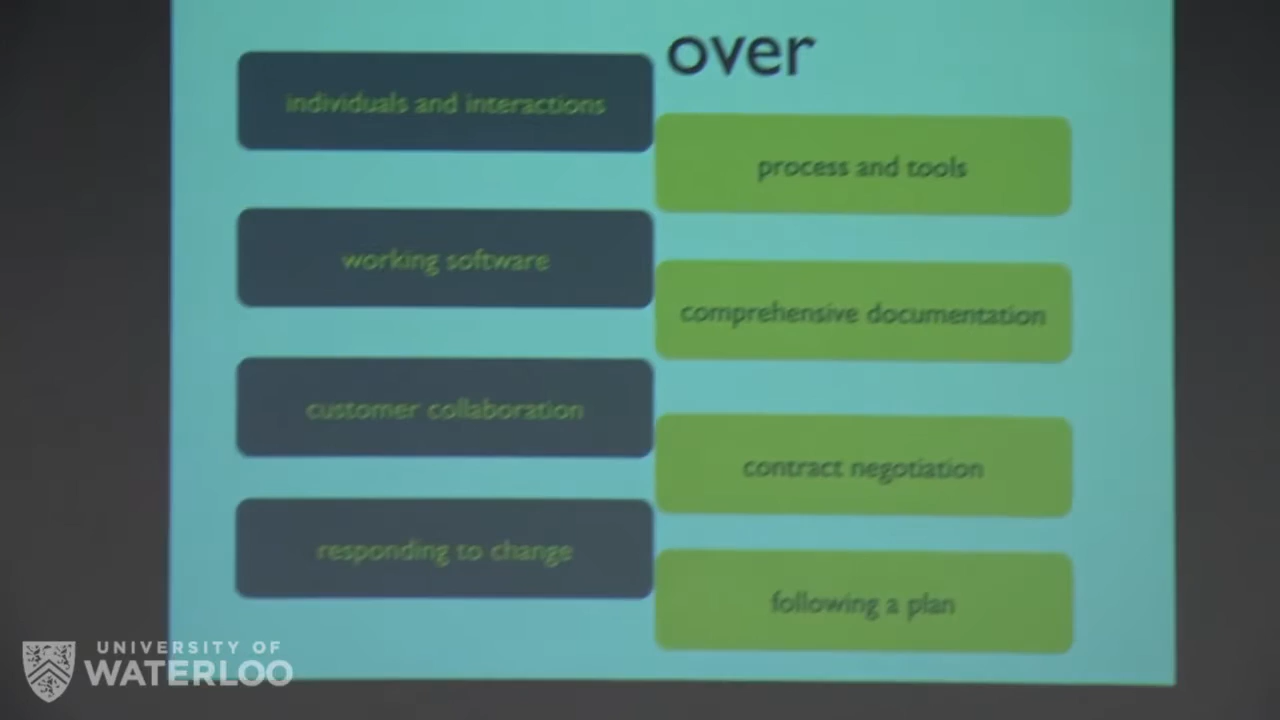 over
individuals and interactions
process and tools
working software
comprehensive documentation
customer collaboration
contract negotiation
responding to change
following a plan
UNIVERSITY OF
WATERLOO